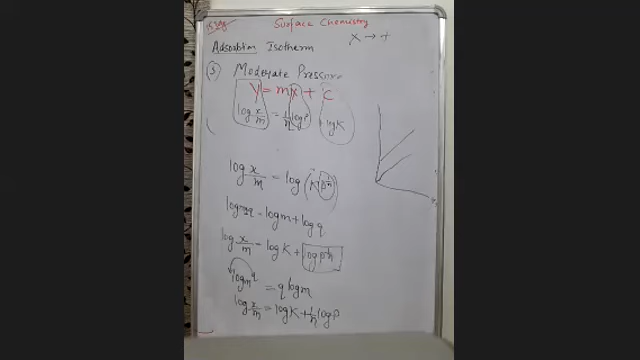 Surface Chemistry
x → +
Adsorption Isotherm
(3) Moderate Pressure
y = mx + c
log x/m = 1/n log P + log K
log x/m = log (K P^1/n)
log mq = log m + log q
log x/m = log K + log P^1/n
log m^q = q log m
log x/m = log K + 1/n log P